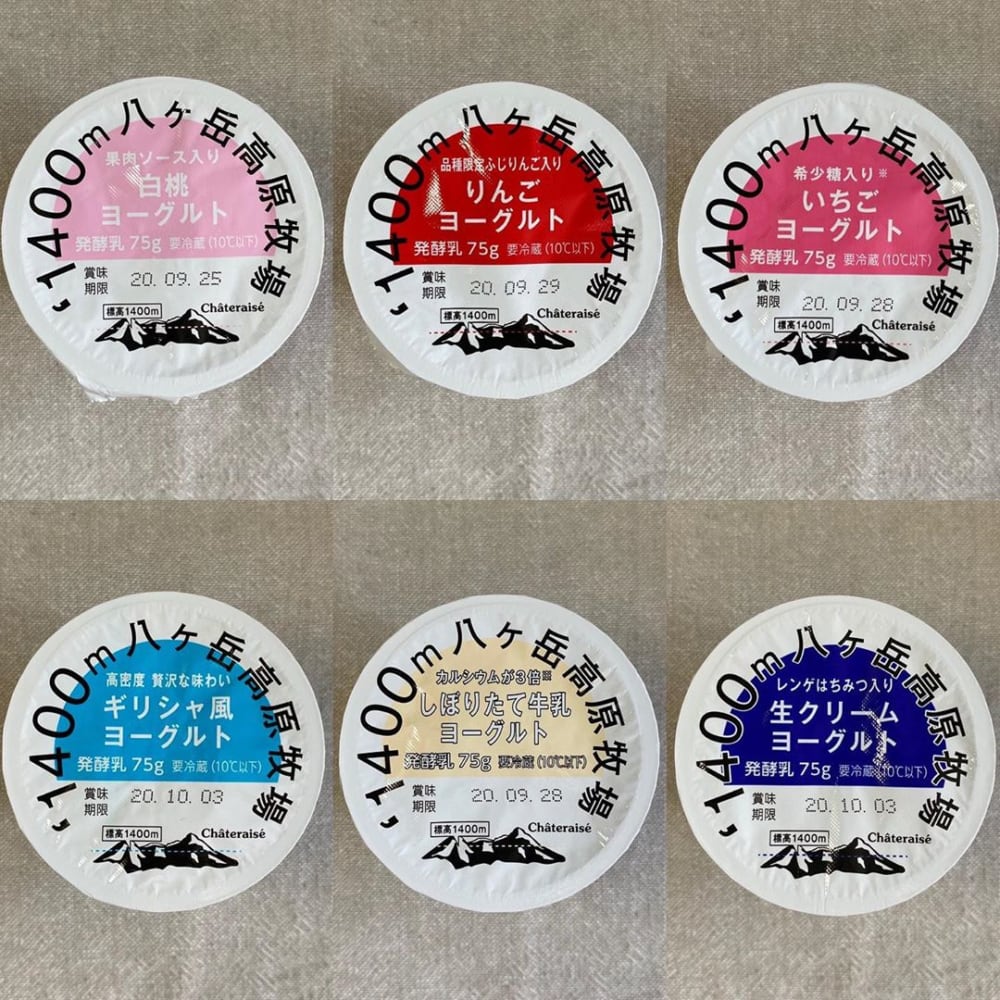 ,1400m八ヶ岳高原牧場
果肉ソース入り
白桃
ヨーグルト
発酵乳 75g 要冷蔵(10℃以下)
賞味
期限
20.09.25
標高1400m
Châteraisé
,1400m八ヶ岳高原牧場
品種限定ふじりんご入り
りんご
ヨーグルト
発酵乳 75g 要冷蔵(10℃以下)
賞味
期限
20.09.29
標高1400m
Châteraisé
,1400m八ヶ岳高原牧場
希少糖入り※
いちご
ヨーグルト
発酵乳 75g 要冷蔵(10℃以下)
賞味
期限
20.09.28
標高1400m
Châteraisé
,1400m八ヶ岳高原牧場
高密度 贅沢な味わい
ギリシャ風
ヨーグルト
発酵乳 75g 要冷蔵(10℃以下)
賞味
期限
20.10.03
標高1400m
Châteraisé
,1400m八ヶ岳高原牧場
カルシウムが3倍※
しぼりたて牛乳
ヨーグルト
発酵乳 75g 要冷蔵(10℃以下)
賞味
期限
20.09.28
標高1400m
Châteraisé
,1400m八ヶ岳高原牧場
レンゲはちみつ入り
生クリーム
ヨーグルト
発酵乳 75g 要冷蔵(10℃以下)
賞味
期限
20.10.03
標高1400m
Châteraisé